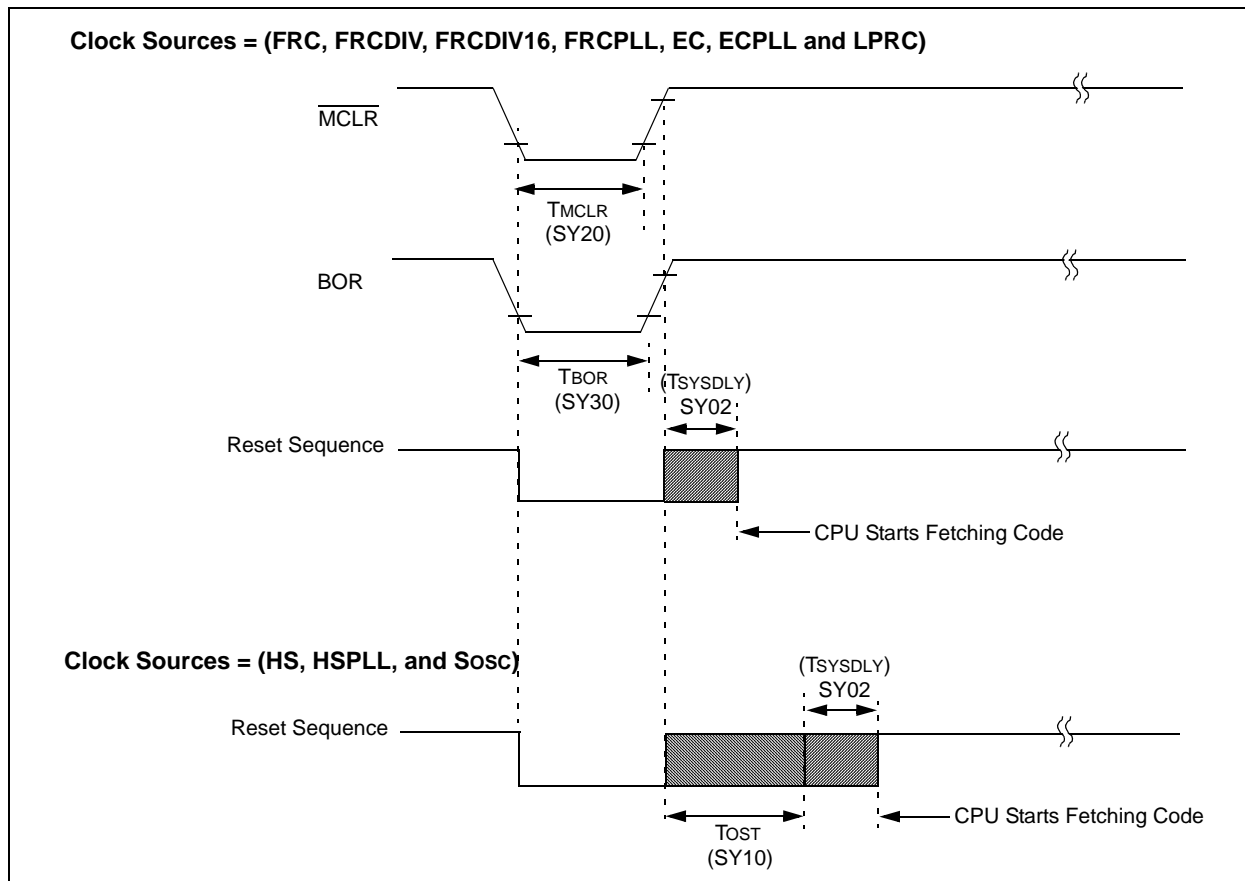 Clock Sources = (FRC, FRCDIV, FRCDIV16, FRCPLL, EC, ECPLL and LPRC)
MCLR
TMCLR
(SY20)
BOR
TBOR
(SY30)
(TSYSDLY)
SY02
Reset Sequence
CPU Starts Fetching Code
Clock Sources = (HS, HSPLL, and SOSC)
(TSYSDLY)
SY02
Reset Sequence
CPU Starts Fetching Code
TOST
(SY10)